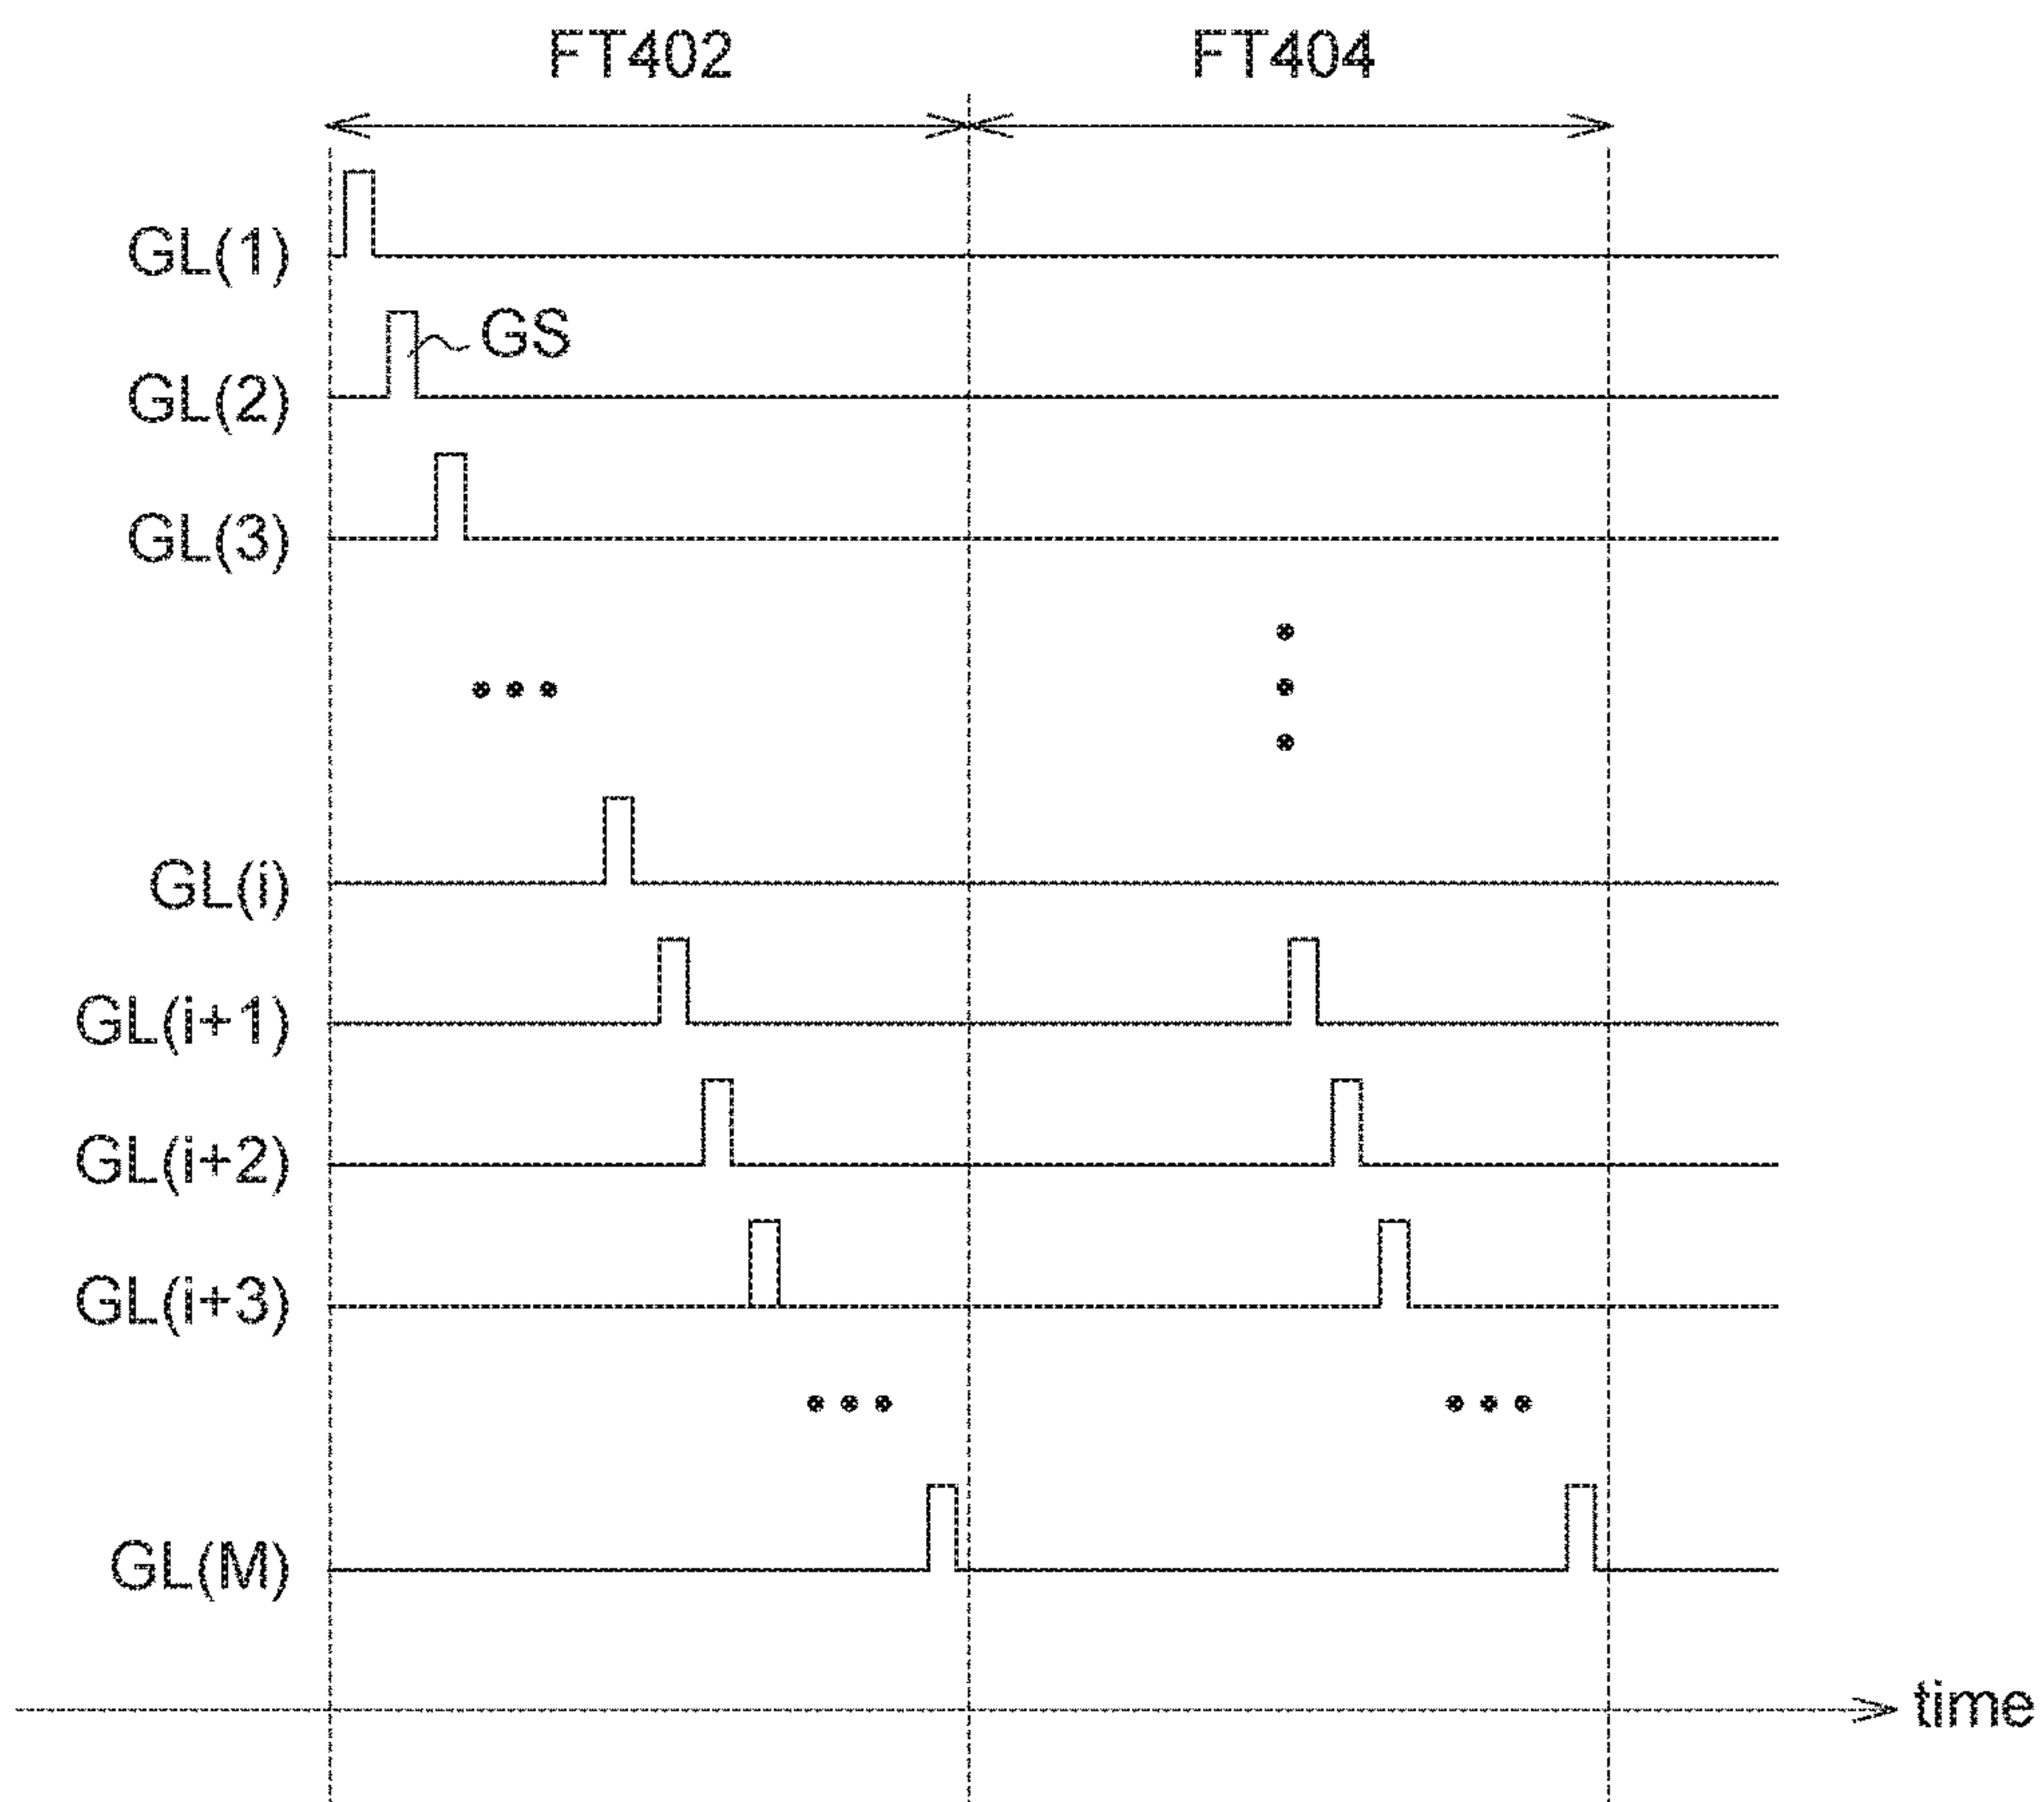 FT402 FT404
GL(1)
GS
GL(2)
GL(3)
GL(i)
GL(i+1)
GL(i+2)
GL(i+3)
GL(M)
time